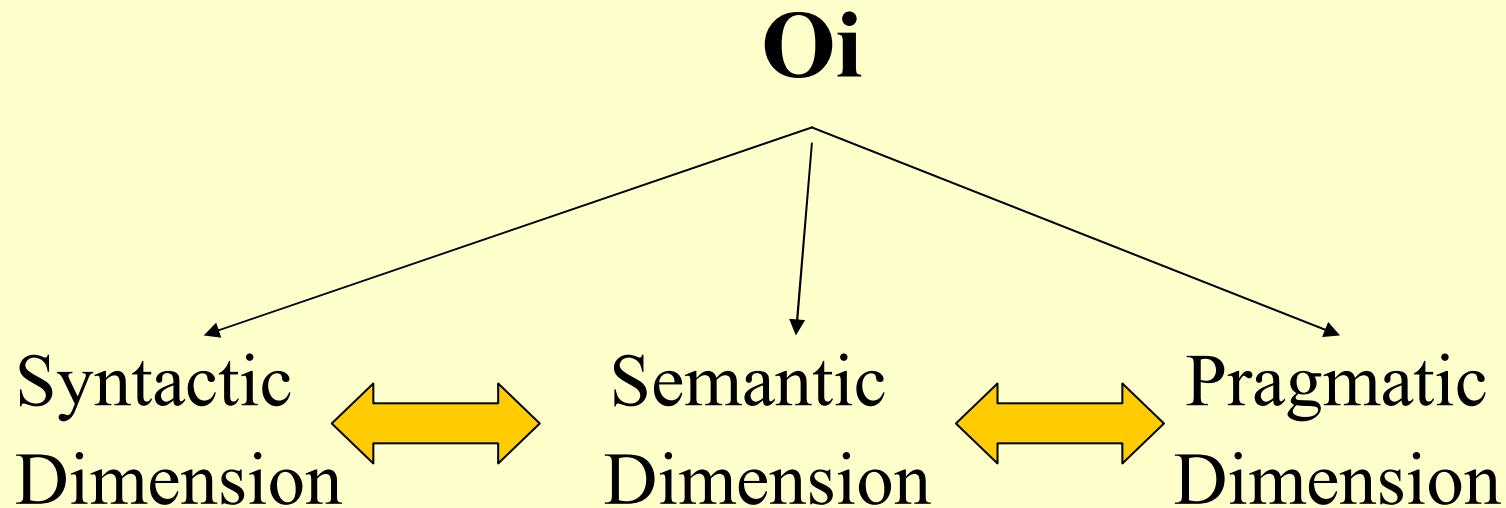 Oi
Syntactic
Dimension
Semantic
Dimension
Pragmatic
Dimension